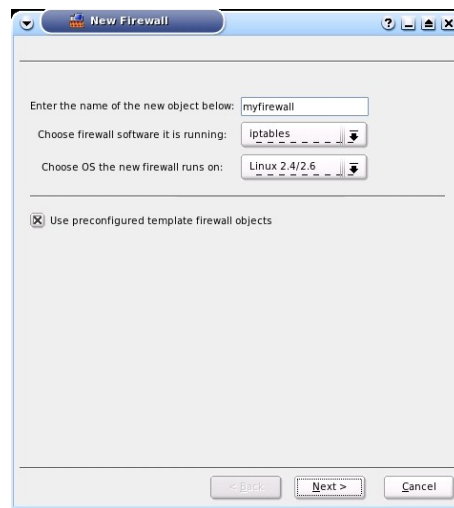 New Firewall
Enter the name of the new object below: myfirewall
Choose firewall software it is running: iptables
Choose OS the new firewall runs on: Linux 2.4/2.6
Use preconfigured template firewall objects
< Back Next > Cancel